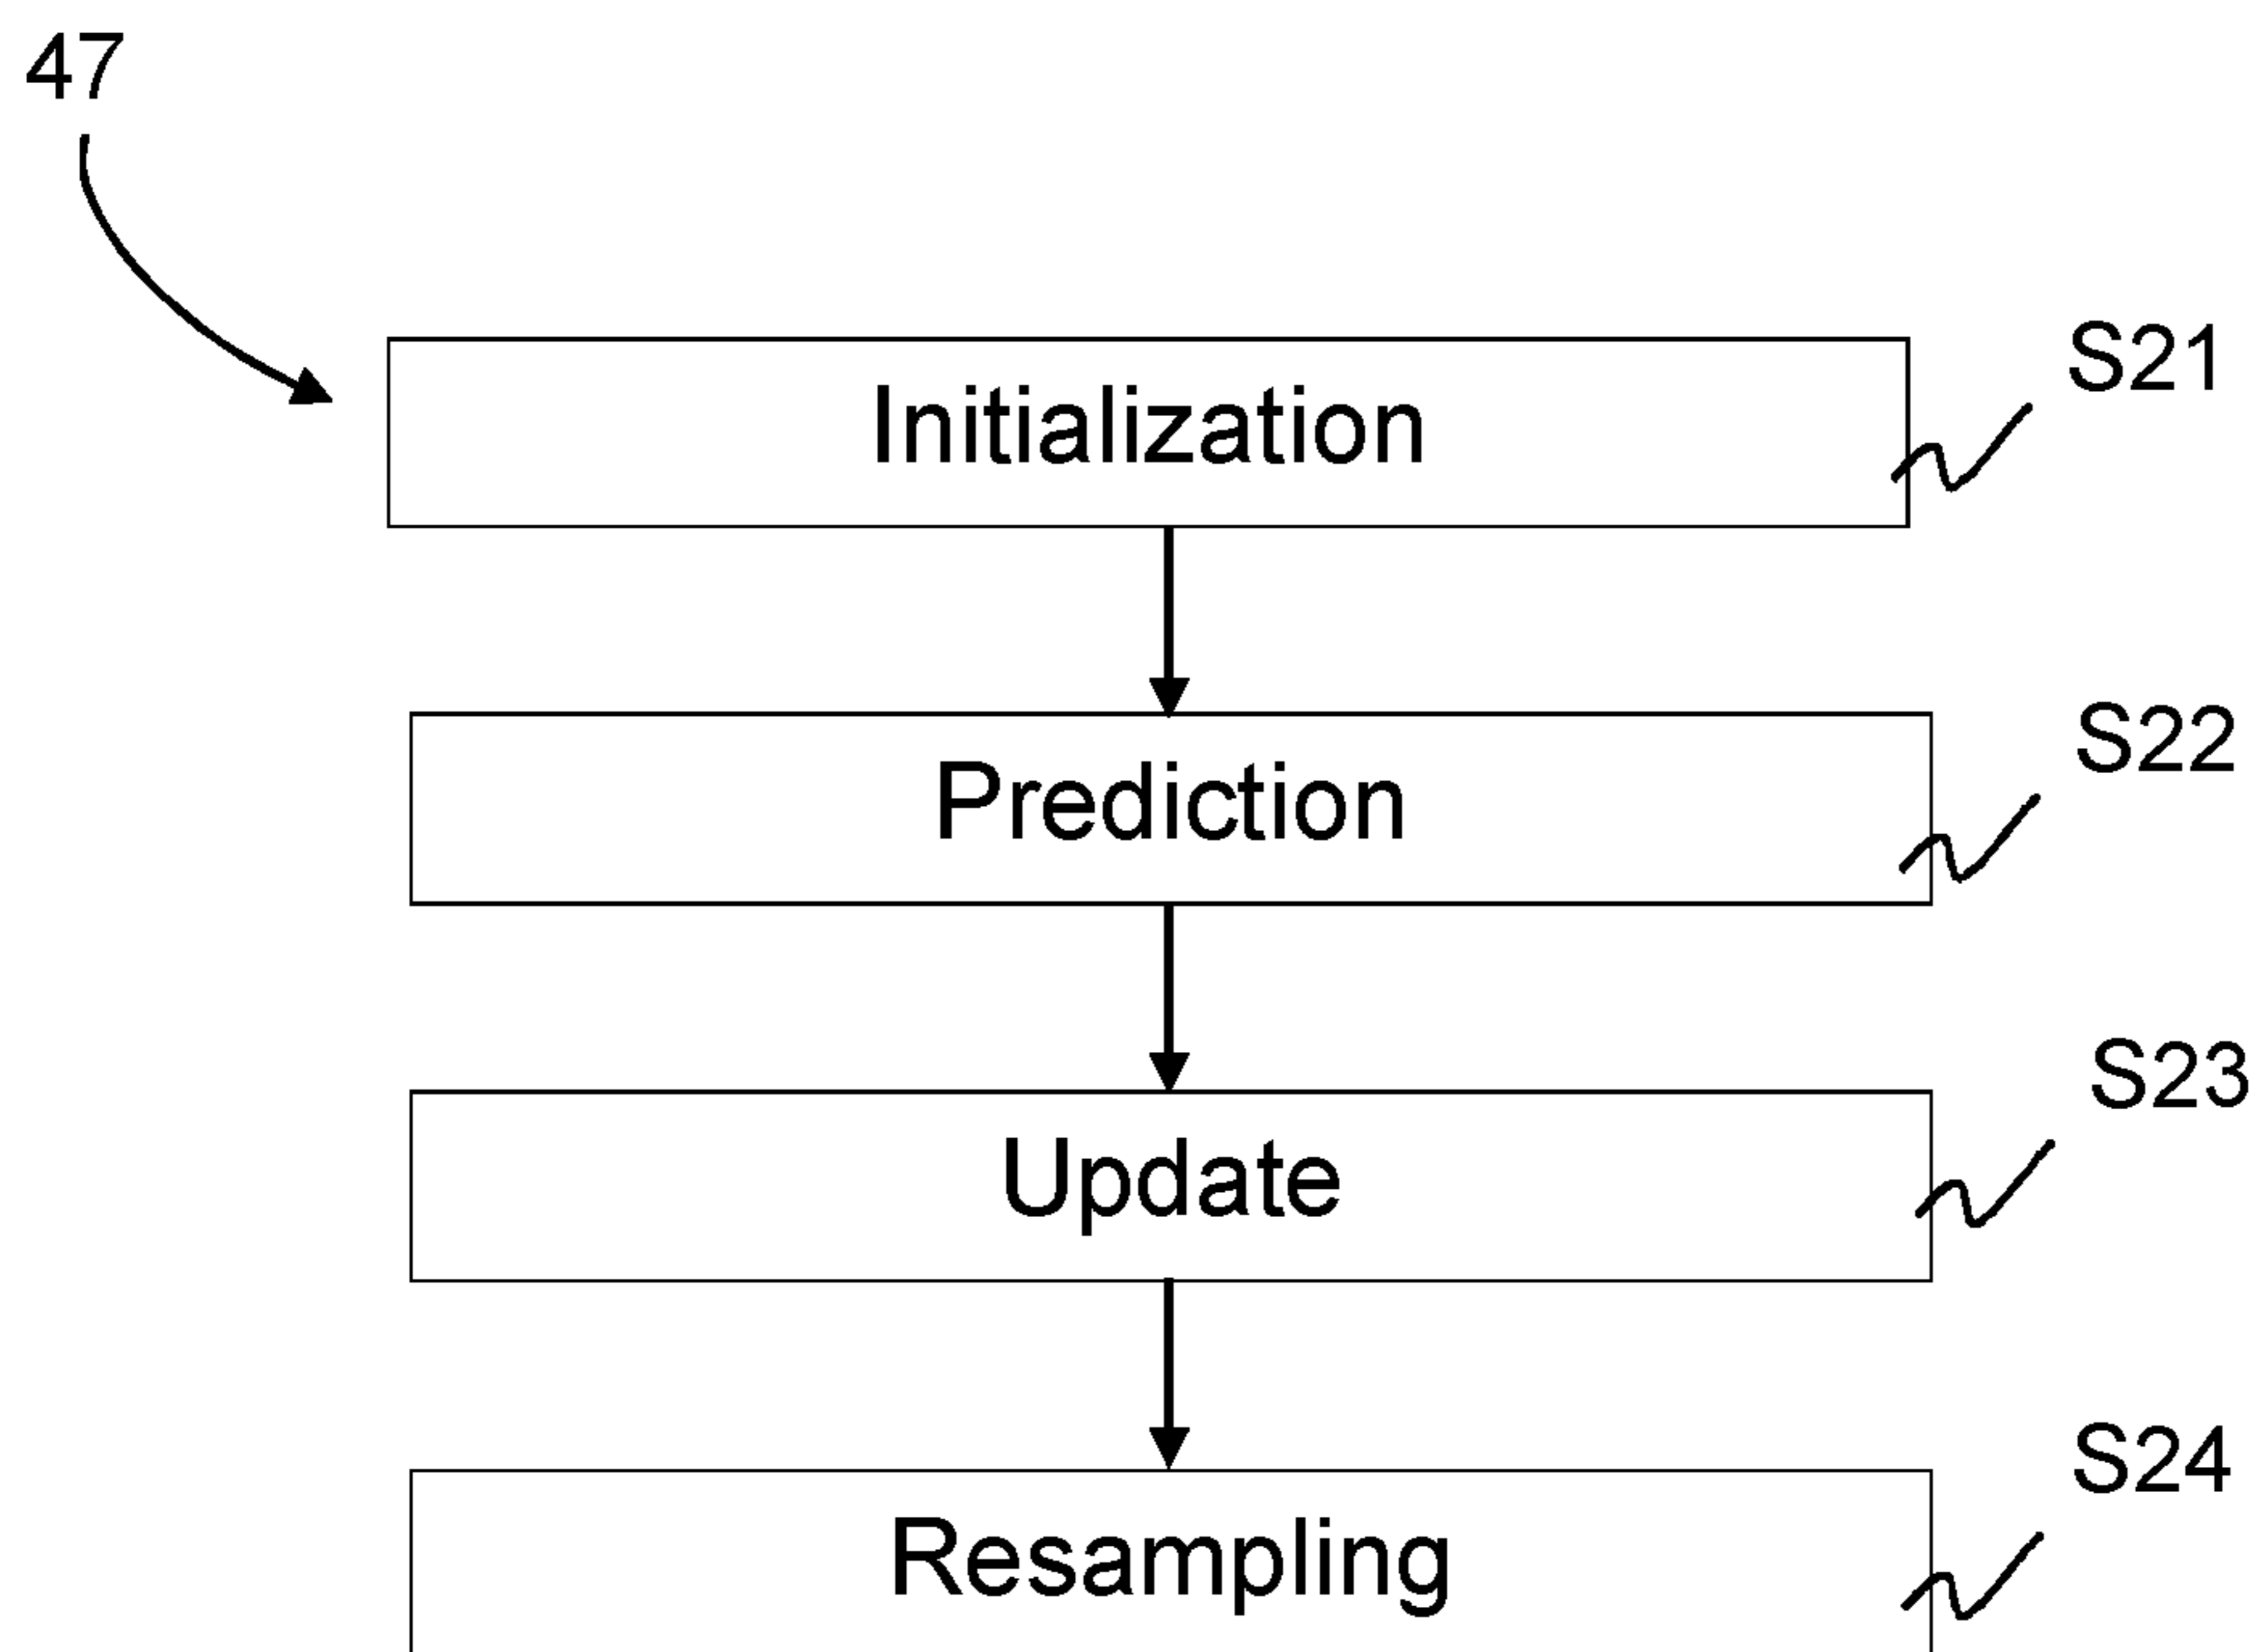 47
S21
Initialization
S22
Prediction
S23
Update
S24
Resampling